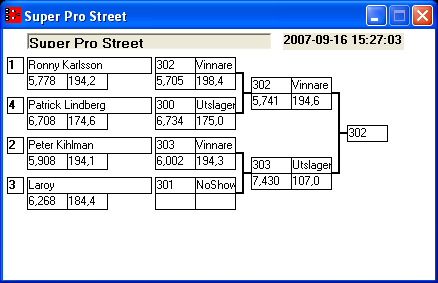 Super Pro Street
Super Pro Street 2007-09-16 15:27:03
1 Ronny Karlsson 302 Vinnare
5,778 194,2 5,705 198,4
302 Vinnare
5,741 194,6
4 Patrick Lindberg 300 Utslagen
6,708 174,6 6,734 175,0
302
2 Peter Kihlman 303 Vinnare
5,908 194,1 6,002 194,3
303 Utslagen
7,430 107,0
3 Laroy 301 NoShow
6,268 184,4